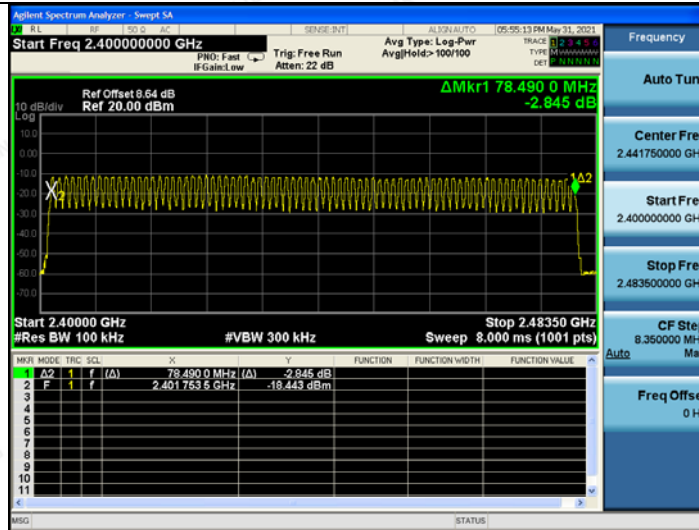 Agilent Spectrum Analyzer - Swept SA
RL RF 50 Ω AC SENSE:INT ALIGN AUTO 05:55:13 PM May 31, 2021
Start Freq 2.400000000 GHz
PNO: Fast
IFGain:Low
Trig: Free Run
Atten: 22 dB
Avg Type: Log-Pwr
Avg|Hold:> 100/100
TRACE 1 2 3 4 5 6
TYPE M
DET P N N N N N
Frequency
Auto Tun
Ref Offset 8.64 dB
10 dB/div Ref 20.00 dBm
Log
ΔMkr1 78.490 0 MHz
-2.845 dB
10.0
0.00
-10.0
-20.0
-30.0
-40.0
-50.0
-60.0
-70.0
2
1Δ2
Center Fre
2.441750000 GH
Start Fre
2.400000000 GH
Stop Fre
2.483500000 GH
CF Ste
8.350000 MH
Auto Ma
Freq Offse
0 H
Start 2.40000 GHz Stop 2.48350 GHz
#Res BW 100 kHz #VBW 300 kHz Sweep 8.000 ms (1001 pts)
MKR MODE TRC SCL X Y FUNCTION FUNCTION WIDTH FUNCTION VALUE
1 Δ2 1 f (Δ) 78.490 0 MHz (Δ) -2.845 dB
2 F 1 f 2.401 753 5 GHz -18.443 dBm
3
4
5
6
7
8
9
10
11
MSG STATUS